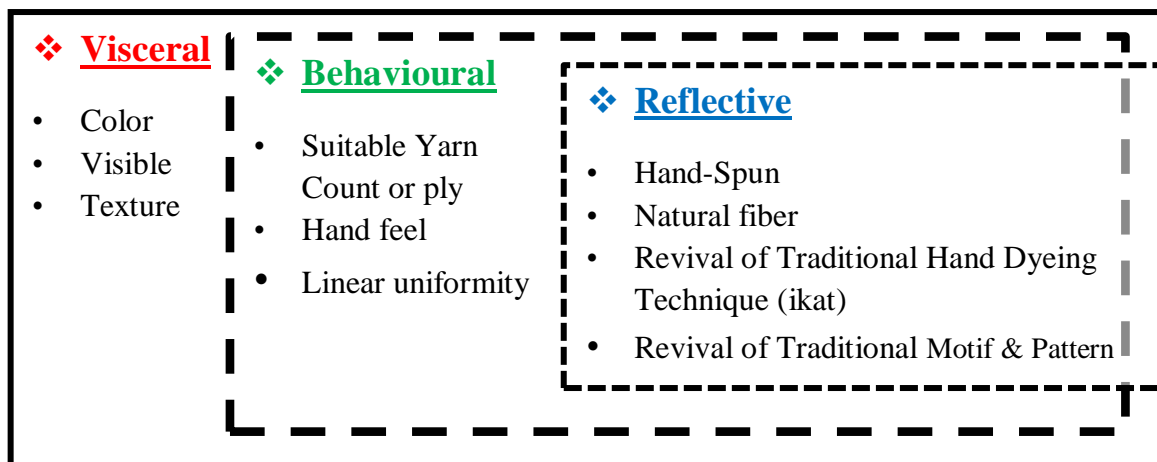 ❖ Visceral
• Color
• Visible
• Texture
❖ Behavioural
• Suitable Yarn
Count or ply
• Hand feel
• Linear uniformity
❖ Reflective
• Hand-Spun
• Natural fiber
• Revival of Traditional Hand Dyeing
Technique (ikat)
• Revival of Traditional Motif & Pattern